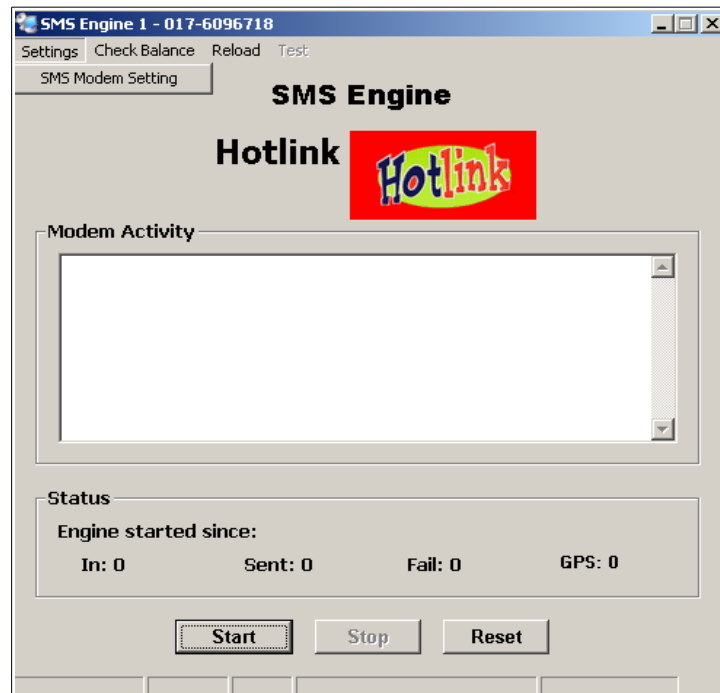 SMS Engine 1 - 017-6096718
Settings Check Balance Reload Test
SMS Modem Setting
SMS Engine
Hotlink Hotlink
Modem Activity
Status
Engine started since:
In: 0 Sent: 0 Fail: 0 GPS: 0
Start Stop Reset